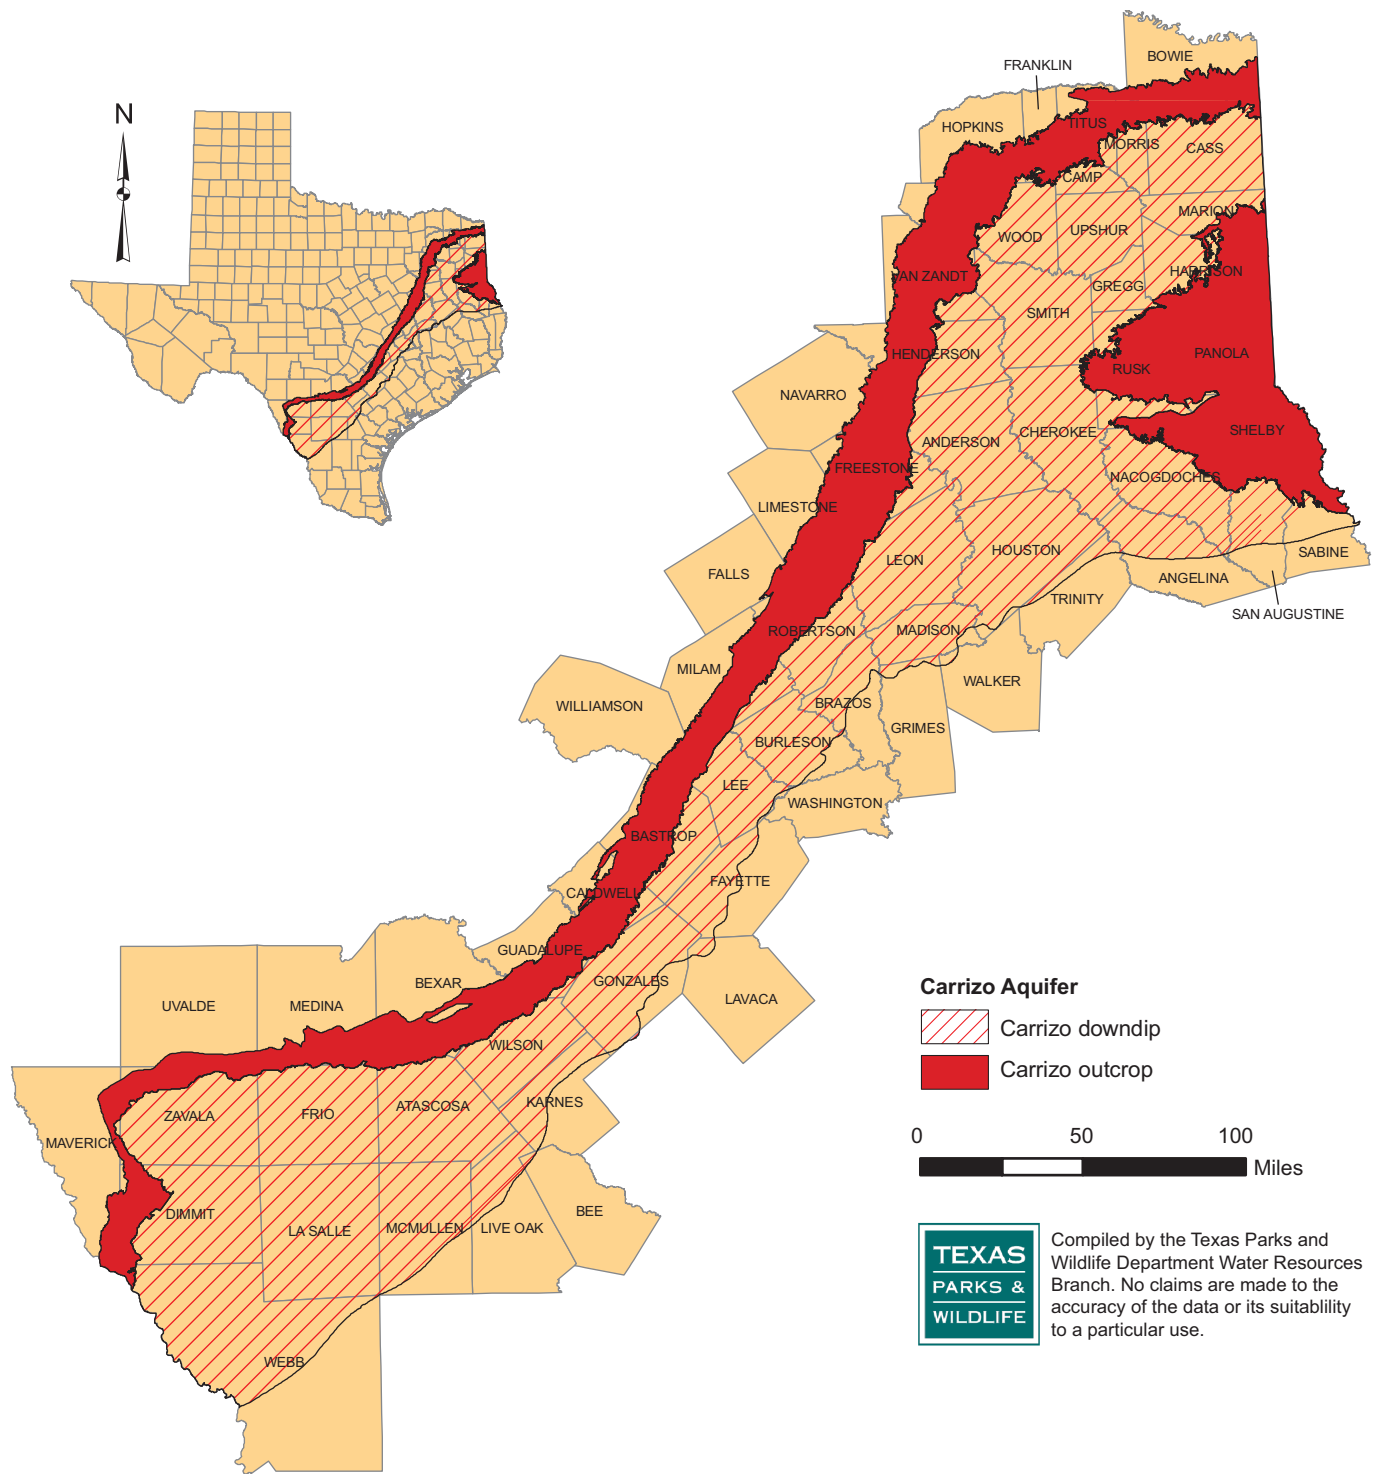 BOWIE
FRANKLIN
N
HOPKINS
TITUS
MORRIS
CASS
CAMP
MARION
WOOD
UPSHUR
VAN ZANDT
HARRISON
GREGG
SMITH
HENDERSON
PANOLA
RUSK
NAVARRO
SHELBY
CHEROKEE
ANDERSON
FREESTONE
NACOGDOCHES
LIMESTONE
HOUSTON
SABINE
LEON
FALLS
ANGELINA
TRINITY
SAN AUGUSTINE
ROBERTSON
MADISON
MILAM
WALKER
WILLIAMSON
BRAZOS
GRIMES
BURLESON
LEE
WASHINGTON
BASTROP
FAYETTE
CALDWELL
GUADALUPE
GONZALES
BEXAR
LAVACA
UVALDE
MEDINA
WILSON
KARNES
ATASCOSA
FRIO
ZAVALA
MAVERICK
DIMMIT
LA SALLE
MCMULLEN
LIVE OAK
BEE
WEBB
Carrizo Aquifer
Carrizo downdip
Carrizo outcrop
0 50 100
Miles
TEXAS
PARKS &
WILDLIFE
Compiled by the Texas Parks and
Wildlife Department Water Resources
Branch. No claims are made to the
accuracy of the data or its suitablility
to a particular use.